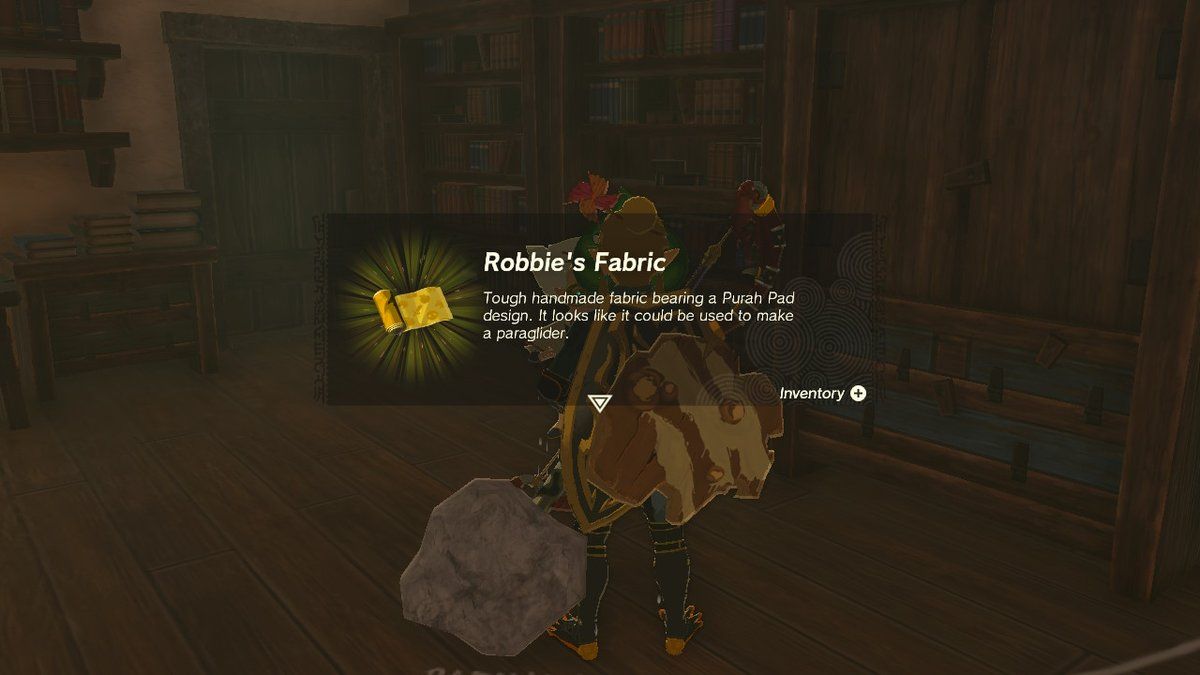 Robbie's Fabric
Tough handmade fabric bearing a Purah Pad
design. It looks like it could be used to make
a paraglider.
Inventory